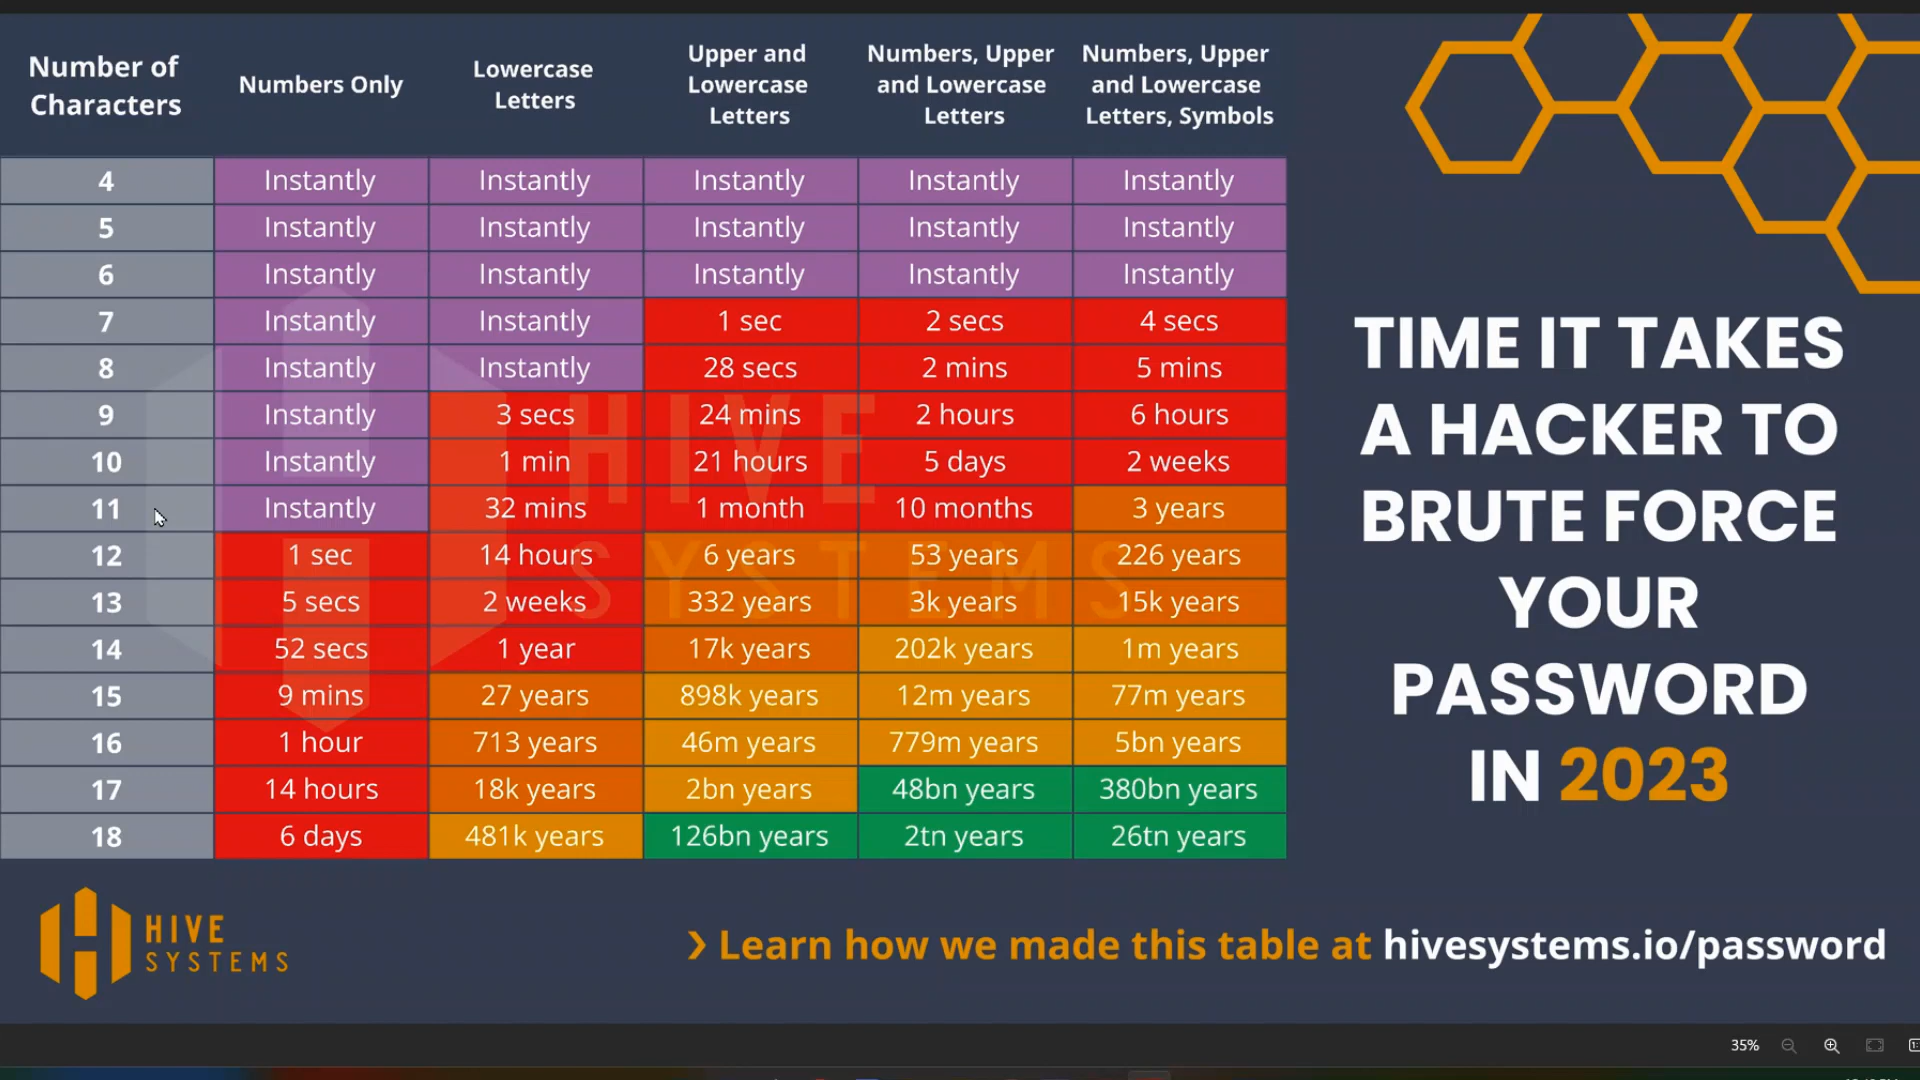 Number of Characters | Numbers Only | Lowercase Letters | Upper and Lowercase Letters | Numbers, Upper and Lowercase Letters | Numbers, Upper and Lowercase Letters, Symbols
4 | Instantly | Instantly | Instantly | Instantly | Instantly
5 | Instantly | Instantly | Instantly | Instantly | Instantly
6 | Instantly | Instantly | Instantly | Instantly | Instantly
7 | Instantly | Instantly | 1 sec | 2 secs | 4 secs
8 | Instantly | Instantly | 28 secs | 2 mins | 5 mins
9 | Instantly | 3 secs | 24 mins | 2 hours | 6 hours
10 | Instantly | 1 min | 21 hours | 5 days | 2 weeks
11 | Instantly | 32 mins | 1 month | 10 months | 3 years
12 | 1 sec | 14 hours | 6 years | 53 years | 226 years
13 | 5 secs | 2 weeks | 332 years | 3k years | 15k years
14 | 52 secs | 1 year | 17k years | 202k years | 1m years
15 | 9 mins | 27 years | 898k years | 12m years | 77m years
16 | 1 hour | 713 years | 46m years | 779m years | 5bn years
17 | 14 hours | 18k years | 2bn years | 48bn years | 380bn years
18 | 6 days | 481k years | 126bn years | 2tn years | 26tn years
HIVE
SYSTEMS
TIME IT TAKES
A HACKER TO
BRUTE FORCE
YOUR
PASSWORD
IN 2023
HIVE
SYSTEMS
› Learn how we made this table at hivesystems.io/password
35%